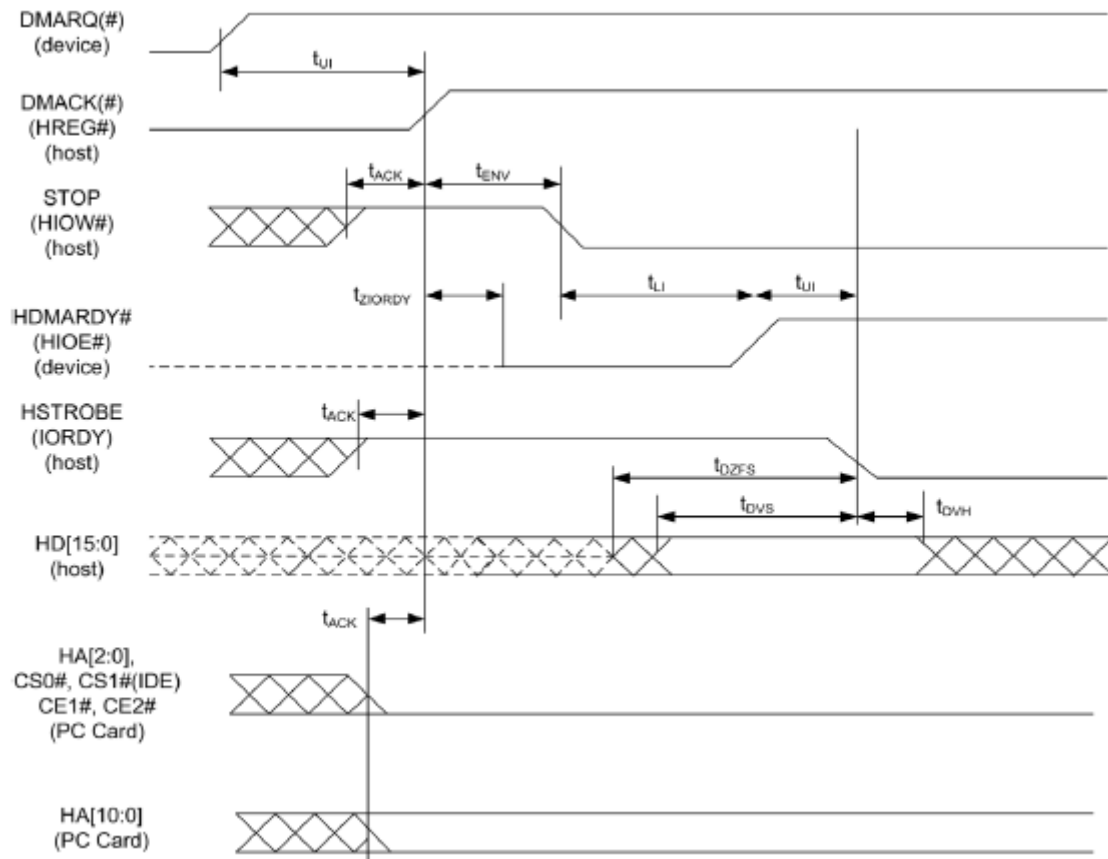 DMARQ(#)
(device)
tUI
DMACK(#)
(HREG#)
(host)
tACK
tENV
STOP
(HIOW#)
(host)
tZIORDY
tLI
tUI
HDMARDY#
(HIOE#)
(device)
HSTROBE
(IORDY)
(host)
tACK
tDZFS
tDVS
tDVH
HD[15:0]
(host)
tACK
HA[2:0],
CS0#, CS1#(IDE)
CE1#, CE2#
(PC Card)
HA[10:0]
(PC Card)